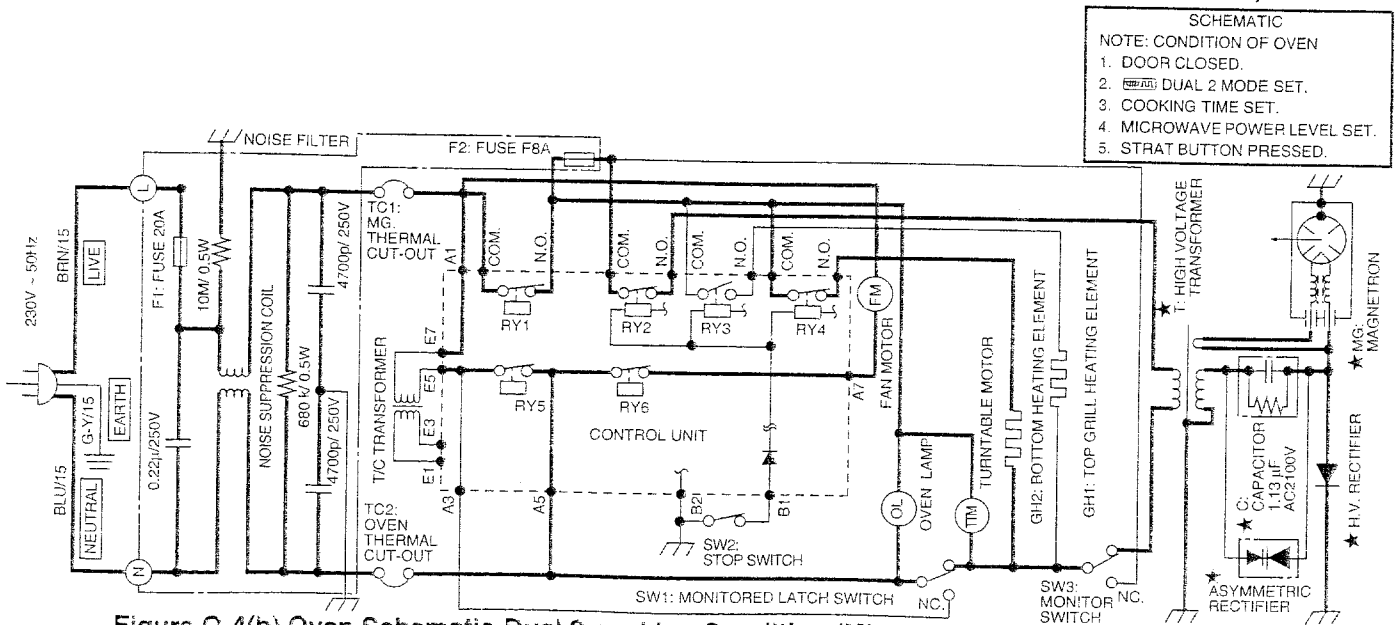 SCHEMATIC
NOTE: CONDITION OF OVEN
1. DOOR CLOSED.
2. DUAL 2 MODE SET.
3. COOKING TIME SET.
4. MICROWAVE POWER LEVEL SET.
5. STRAT BUTTON PRESSED.
NOISE FILTER
F2: FUSE F8A
230V ~ 50Hz
BRN/15
LIVE
L
F1: FUSE 20A
10M/ 0.5W
NOISE SUPPRESSION COIL
680 k/ 0.5W
4700p/ 250V
4700p/ 250V
G-Y/15
EARTH
0.22µ/250V
BLU/15
NEUTRAL
N
TC1:
MG.
THERMAL
CUT-OUT
TC2:
OVEN
THERMAL
CUT-OUT
T/C TRANSFORMER
A1
COM.
N.O.
COM.
N.O.
COM.
N.O.
COM.
N.O.
RY1
RY2
RY3
RY4
E7
E5
E3
E1
RY5
RY6
A7
CONTROL UNIT
A3
A5
B2
B1
SW2:
STOP SWITCH
FM
FAN MOTOR
OL
OVEN LAMP
TTM
TURNTABLE MOTOR
GH2: BOTTOM HEATING ELEMENT
GH1: TOP GRILL HEATING ELEMENT
SW1: MONITORED LATCH SWITCH
NC.
SW3:
MONITOR
SWITCH
NC.
★ T: HIGH VOLTAGE
TRANSFORMER
★ MG:
MAGNETRON
★ C:
CAPACITOR
1.13 µF
AC2100V
★ H.V. RECTIFIER
★
ASYMMETRIC
RECTIFIER